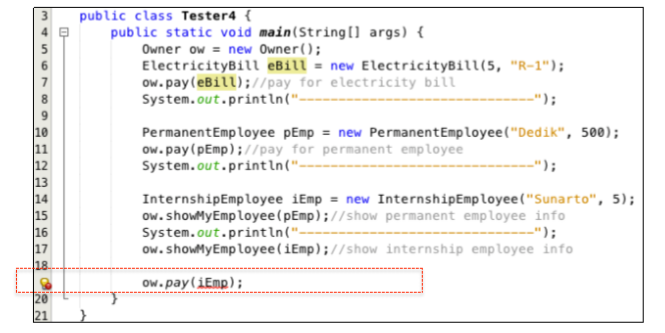 3 public class Tester4 {
4 public static void main(String[] args) {
5 Owner ow = new Owner();
6 ElectricityBill eBill = new ElectricityBill(5, "R-1");
7 ow.pay(eBill);//pay for electricity bill
8 System.out.println("-------------------------------");
9
10 PermanentEmployee pEmp = new PermanentEmployee("Dedik", 500);
11 ow.pay(pEmp);//pay for permanent employee
12 System.out.println("-------------------------------");
13
14 InternshipEmployee iEmp = new InternshipEmployee("Sunarto", 5);
15 ow.showMyEmployee(pEmp);//show permanent employee info
16 System.out.println("-------------------------------");
17 ow.showMyEmployee(iEmp);//show internship employee info
18
ow.pay(iEmp);
20 }
21 }